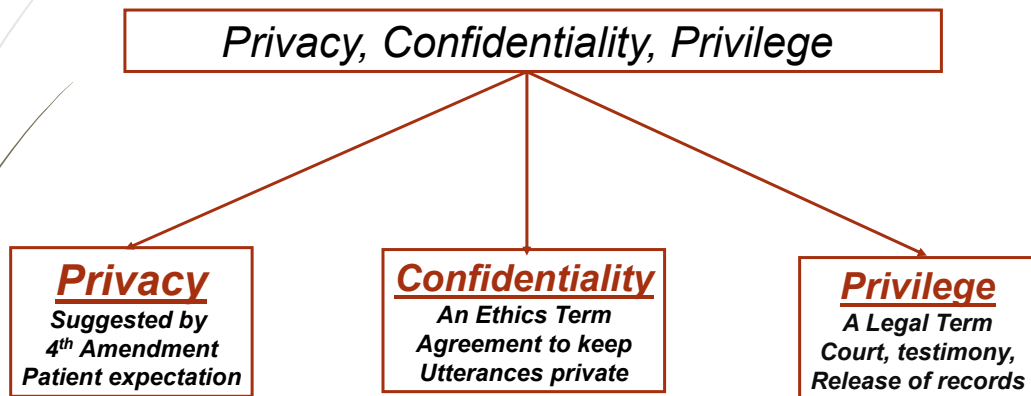 Privacy, Confidentiality, Privilege
Privacy
Suggested by
4th Amendment
Patient expectation
Confidentiality
An Ethics Term
Agreement to keep
Utterances private
Privilege
A Legal Term
Court, testimony,
Release of records